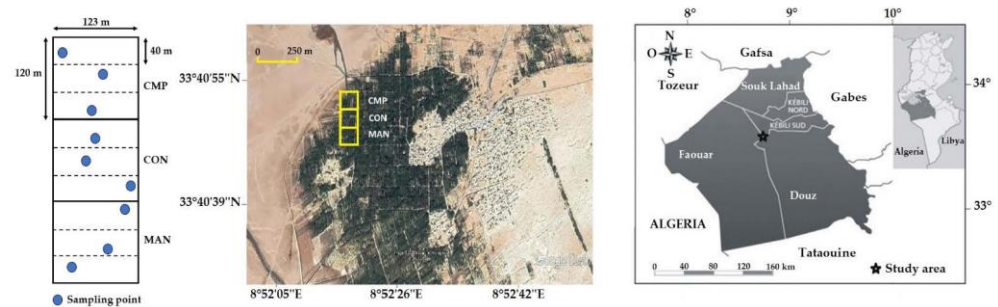 123 m
40 m
120 m
CMP
CON
MAN
Sampling point
0 250 m
33°40'55''N
CMP
CON
MAN
33°40'39''N
8°52'05''E
8°52'26''E
8°52'42''E
8°
9°
10°
34°
33°
N
O E
S
Gafsa
Tozeur
Souk Lahad
Gabes
KÉBILI
NORD
KÉBILI SUD
Faouar
Douz
ALGERIA
Tataouine
0 40 80 120 160 km
Study area
Algeria
Libya